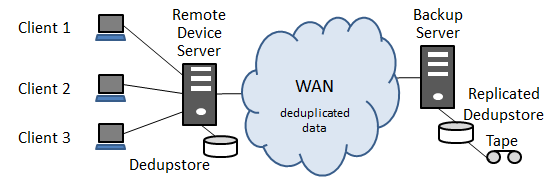 Client 1
Client 2
Client 3
Remote
Device
Server
Dedupstore
WAN
deduplicated
data
Backup
Server
Replicated
Dedupstore
Tape